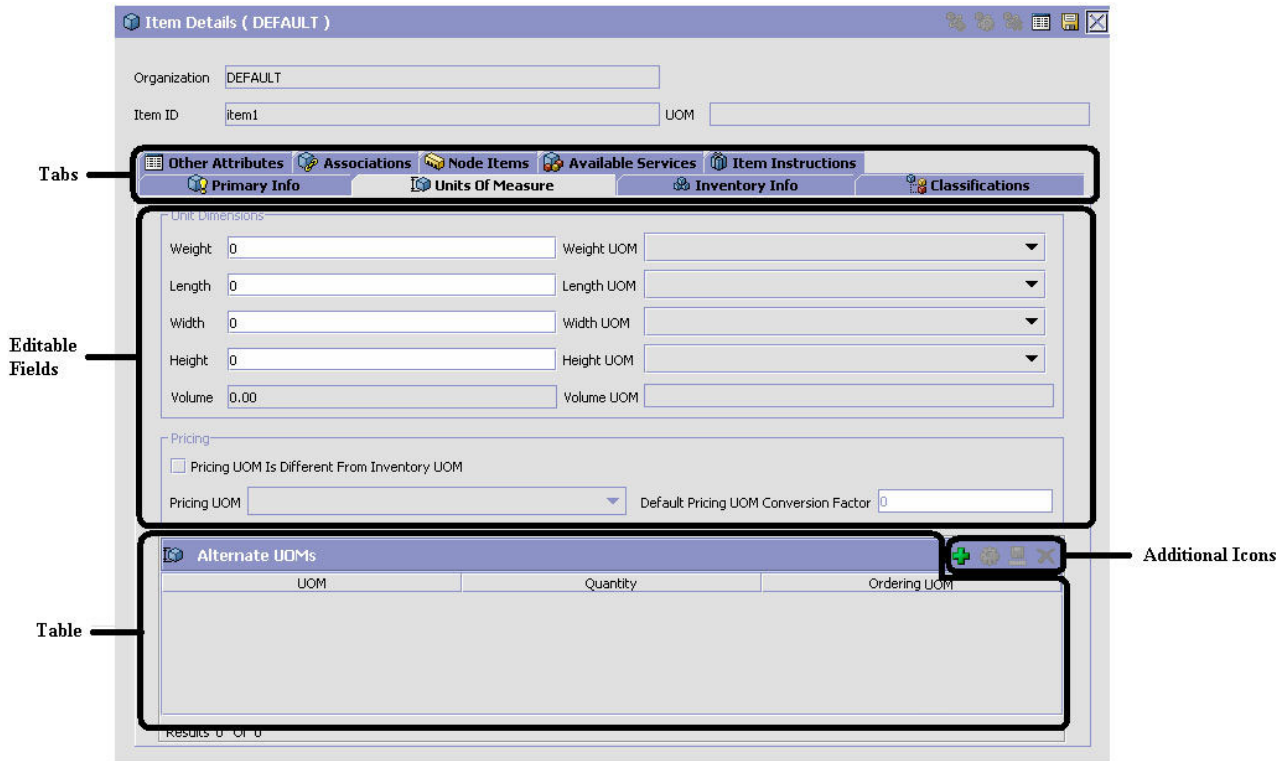 Item Details ( DEFAULT )
Organization DEFAULT
Item ID item1 UOM
Tabs
Other Attributes Associations Node Items Available Services Item Instructions
Primary Info Units Of Measure Inventory Info Classifications
Unit Dimensions
Weight 0 Weight UOM
Length 0 Length UOM
Width 0 Width UOM
Editable
Fields
Height 0 Height UOM
Volume 0.00 Volume UOM
Pricing
Pricing UOM Is Different From Inventory UOM
Pricing UOM Default Pricing UOM Conversion Factor 0
Alternate UOMs
Additional Icons
UOM Quantity Ordering UOM
Table
Results 0 Of 0